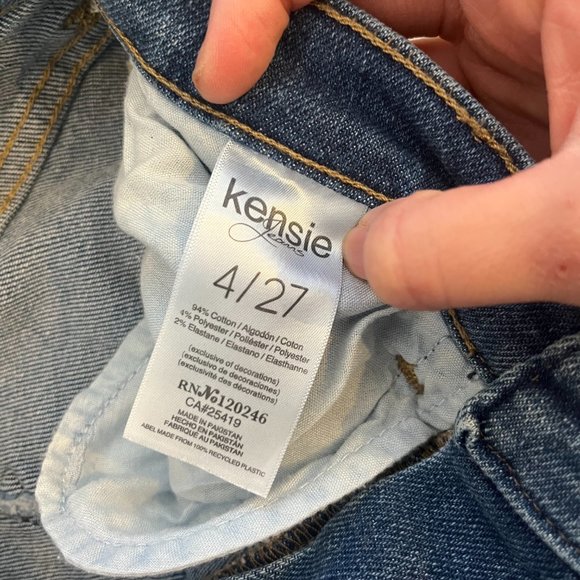 kensie
Jeans
4/27
94% Cotton / Algodón / Coton
4% Polyester / Poliéster / Polyester
2% Elastane / Elastano / Elasthanne
(exclusive of decorations)
(exclusivo de decoraciones)
(exclusivité des décorations)
RN.No120246
CA#25419
MADE IN PAKISTAN
HECHO EN PAKISTÁN
FABRIQUE AU PAKISTAN
ABEL MADE FROM 100% RECYCLED PLASTIC